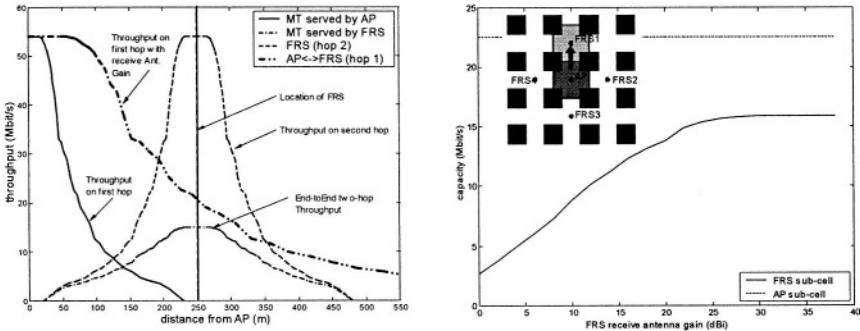 60
50
40
30
20
10
0
throughput (Mbit/s)
Throughput on
first hop with
receive Ant.
Gain
MT served by AP
MT served by FRS
FRS (hop 2)
AP<->FRS (hop 1)
Location of FRS
Throughput on second hop
Throughput
on first hop
End-toEnd two-hop
Throughput
0 50 100 150 200 250 300 350 400 450 500 550
distance from AP (m)
25
20
15
10
5
0
capacity (Mbit/s)
FRS1
FRS
FRS2
FRS3
FRS sub-cell
AP sub-cell
0 5 10 15 20 25 30 35 40
FRS receive antenna gain (dBi)